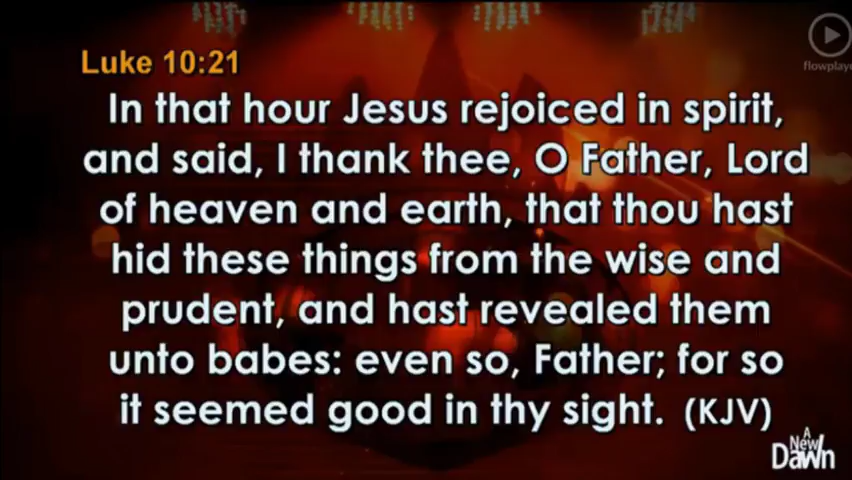 flowplaye
Luke 10:21
In that hour Jesus rejoiced in spirit,
and said, I thank thee, O Father, Lord
of heaven and earth, that thou hast
hid these things from the wise and
prudent, and hast revealed them
unto babes: even so, Father; for so
it seemed good in thy sight. (KJV)
A
New
Dawn